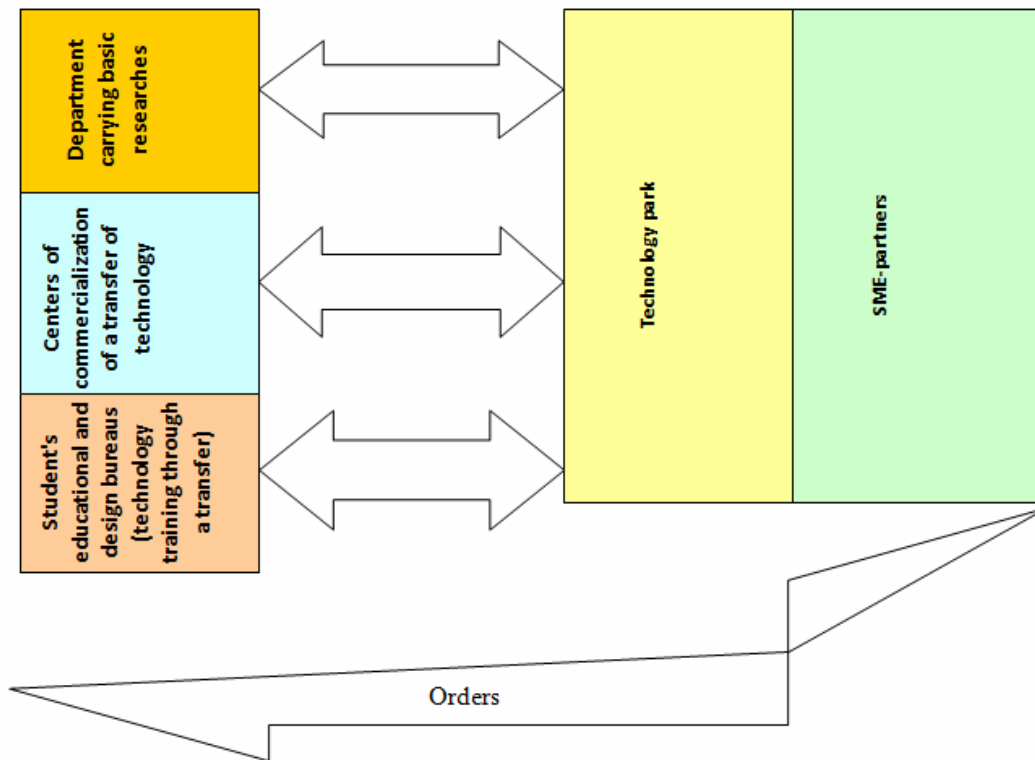 Department
carrying basic
researches
Centers of
commercialization
of a transfer of
technology
Student's
educational and
design bureaus
(technology
training through
a transfer)
Technology park
SME-partners
Orders